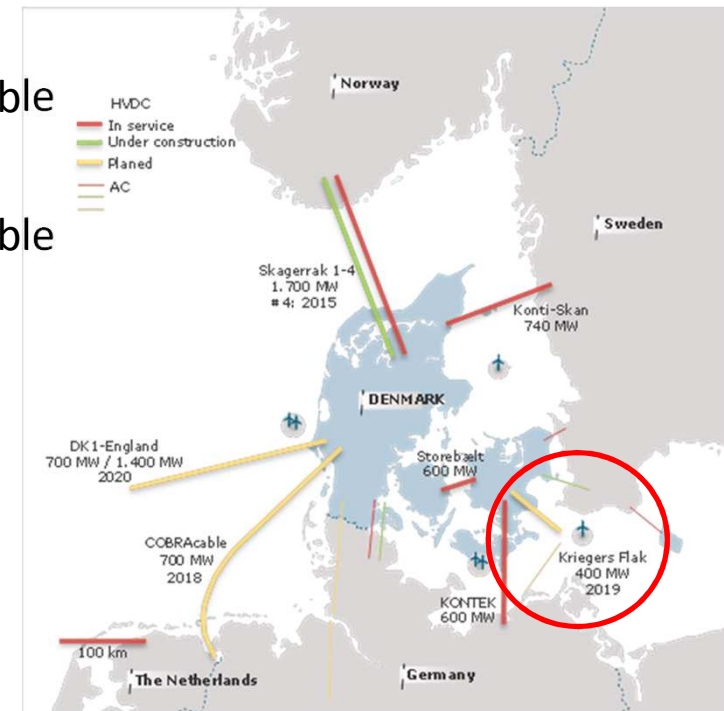 ble
ble
HVDC
In service
Under construction
Planed
AC
Norway
Sweden
Skagerrak 1-4
1.700 MW
# 4: 2015
Konti-Skan
740 MW
DENMARK
DK1-England
700 MW / 1.400 MW
2020
Storebælt
600 MW
COBRAcable
700 MW
2018
Kriegers Flak
400 MW
2019
KONTEK
600 MW
100 km
The Netherlands
Germany